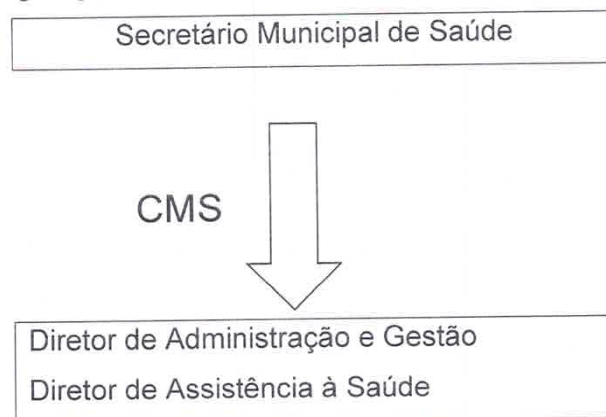 Secretário Municipal de Saúde
CMS
Diretor de Administração e Gestão
Diretor de Assistência à Saúde